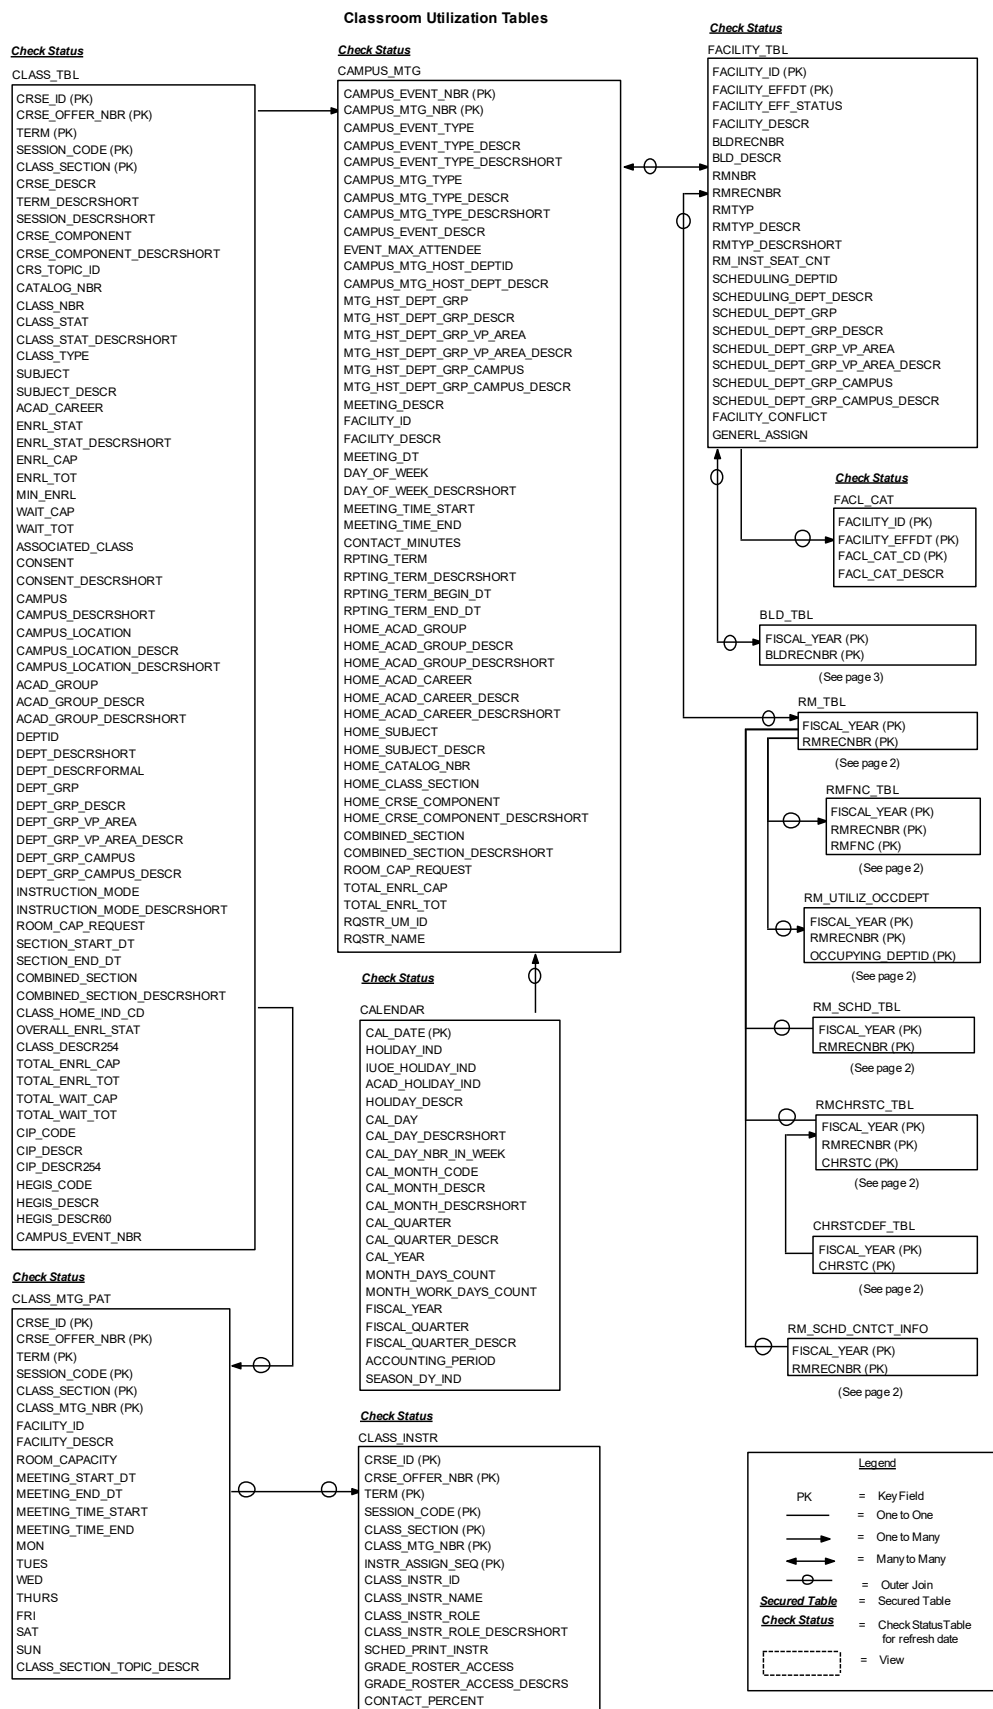 Classroom Utilization Tables
Check Status
CLASS_TBL
CRSE_ID (PK)
CRSE_OFFER_NBR (PK)
TERM (PK)
SESSION_CODE (PK)
CLASS_SECTION (PK)
CRSE_DESCR
TERM_DESCRSHORT
SESSION_DESCRSHORT
CRSE_COMPONENT
CRSE_COMPONENT_DESCRSHORT
CRS_TOPIC_ID
CATALOG_NBR
CLASS_NBR
CLASS_STAT
CLASS_STAT_DESCRSHORT
CLASS_TYPE
SUBJECT
SUBJECT_DESCR
ACAD_CAREER
ENRL_STAT
ENRL_STAT_DESCRSHORT
ENRL_CAP
ENRL_TOT
MIN_ENRL
WAIT_CAP
WAIT_TOT
ASSOCIATED_CLASS
CONSENT
CONSENT_DESCRSHORT
CAMPUS
CAMPUS_DESCRSHORT
CAMPUS_LOCATION
CAMPUS_LOCATION_DESCR
CAMPUS_LOCATION_DESCRSHORT
ACAD_GROUP
ACAD_GROUP_DESCR
ACAD_GROUP_DESCRSHORT
DEPTID
DEPT_DESCRSHORT
DEPT_DESCRFORMAL
DEPT_GRP
DEPT_GRP_DESCR
DEPT_GRP_VP_AREA
DEPT_GRP_VP_AREA_DESCR
DEPT_GRP_CAMPUS
DEPT_GRP_CAMPUS_DESCR
INSTRUCTION_MODE
INSTRUCTION_MODE_DESCRSHORT
ROOM_CAP_REQUEST
SECTION_START_DT
SECTION_END_DT
COMBINED_SECTION
COMBINED_SECTION_DESCRSHORT
CLASS_HOME_IND_CD
OVERALL_ENRL_STAT
CLASS_DESCR254
TOTAL_ENRL_CAP
TOTAL_ENRL_TOT
TOTAL_WAIT_CAP
TOTAL_WAIT_TOT
CIP_CODE
CIP_DESCR
CIP_DESCR254
HEGIS_CODE
HEGIS_DESCR
HEGIS_DESCR60
CAMPUS_EVENT_NBR
Check Status
CLASS_MTG_PAT
CRSE_ID (PK)
CRSE_OFFER_NBR (PK)
TERM (PK)
SESSION_CODE (PK)
CLASS_SECTION (PK)
CLASS_MTG_NBR (PK)
FACILITY_ID
FACILITY_DESCR
ROOM_CAPACITY
MEETING_START_DT
MEETING_END_DT
MEETING_TIME_START
MEETING_TIME_END
MON
TUES
WED
THURS
FRI
SAT
SUN
CLASS_SECTION_TOPIC_DESCR
Check Status
CAMPUS_MTG
CAMPUS_EVENT_NBR (PK)
CAMPUS_MTG_NBR (PK)
CAMPUS_EVENT_TYPE
CAMPUS_EVENT_TYPE_DESCR
CAMPUS_EVENT_TYPE_DESCRSHORT
CAMPUS_MTG_TYPE
CAMPUS_MTG_TYPE_DESCR
CAMPUS_MTG_TYPE_DESCRSHORT
CAMPUS_EVENT_DESCR
EVENT_MAX_ATTENDEE
CAMPUS_MTG_HOST_DEPTID
CAMPUS_MTG_HOST_DEPT_DESCR
MTG_HST_DEPT_GRP
MTG_HST_DEPT_GRP_DESCR
MTG_HST_DEPT_GRP_VP_AREA
MTG_HST_DEPT_GRP_VP_AREA_DESCR
MTG_HST_DEPT_GRP_CAMPUS
MTG_HST_DEPT_GRP_CAMPUS_DESCR
MEETING_DESCR
FACILITY_ID
FACILITY_DESCR
MEETING_DT
DAY_OF_WEEK
DAY_OF_WEEK_DESCRSHORT
MEETING_TIME_START
MEETING_TIME_END
CONTACT_MINUTES
RPTING_TERM
RPTING_TERM_DESCRSHORT
RPTING_TERM_BEGIN_DT
RPTING_TERM_END_DT
HOME_ACAD_GROUP
HOME_ACAD_GROUP_DESCR
HOME_ACAD_GROUP_DESCRSHORT
HOME_ACAD_CAREER
HOME_ACAD_CAREER_DESCR
HOME_ACAD_CAREER_DESCRSHORT
HOME_SUBJECT
HOME_SUBJECT_DESCR
HOME_CATALOG_NBR
HOME_CLASS_SECTION
HOME_CRSE_COMPONENT
HOME_CRSE_COMPONENT_DESCRSHORT
COMBINED_SECTION
COMBINED_SECTION_DESCRSHORT
ROOM_CAP_REQUEST
TOTAL_ENRL_CAP
TOTAL_ENRL_TOT
RQSTR_UM_ID
RQSTR_NAME
Check Status
CALENDAR
CAL_DATE (PK)
HOLIDAY_IND
IUOE_HOLIDAY_IND
ACAD_HOLIDAY_IND
HOLIDAY_DESCR
CAL_DAY
CAL_DAY_DESCRSHORT
CAL_DAY_NBR_IN_WEEK
CAL_MONTH_CODE
CAL_MONTH_DESCR
CAL_MONTH_DESCRSHORT
CAL_QUARTER
CAL_QUARTER_DESCR
CAL_YEAR
MONTH_DAYS_COUNT
MONTH_WORK_DAYS_COUNT
FISCAL_YEAR
FISCAL_QUARTER
FISCAL_QUARTER_DESCR
ACCOUNTING_PERIOD
SEASON_DY_IND
Check Status
CLASS_INSTR
CRSE_ID (PK)
CRSE_OFFER_NBR (PK)
TERM (PK)
SESSION_CODE (PK)
CLASS_SECTION (PK)
CLASS_MTG_NBR (PK)
INSTR_ASSIGN_SEQ (PK)
CLASS_INSTR_ID
CLASS_INSTR_NAME
CLASS_INSTR_ROLE
CLASS_INSTR_ROLE_DESCRSHORT
SCHED_PRINT_INSTR
GRADE_ROSTER_ACCESS
GRADE_ROSTER_ACCESS_DESCRS
CONTACT_PERCENT
Check Status
FACILITY_TBL
FACILITY_ID (PK)
FACILITY_EFFDT (PK)
FACILITY_EFF_STATUS
FACILITY_DESCR
BLDRECNBR
BLD_DESCR
RMNBR
RMRECNBR
RMTYP
RMTYP_DESCR
RMTYP_DESCRSHORT
RM_INST_SEAT_CNT
SCHEDULING_DEPTID
SCHEDULING_DEPT_DESCR
SCHEDUL_DEPT_GRP
SCHEDUL_DEPT_GRP_DESCR
SCHEDUL_DEPT_GRP_VP_AREA
SCHEDUL_DEPT_GRP_VP_AREA_DESCR
SCHEDUL_DEPT_GRP_CAMPUS
SCHEDUL_DEPT_GRP_CAMPUS_DESCR
FACILITY_CONFLICT
GENERL_ASSIGN
Check Status
FACL_CAT
FACILITY_ID (PK)
FACILITY_EFFDT (PK)
FACL_CAT_CD (PK)
FACL_CAT_DESCR
BLD_TBL
FISCAL_YEAR (PK)
BLDRECNBR (PK)
(See page 3)
RM_TBL
FISCAL_YEAR (PK)
RMRECNBR (PK)
(See page 2)
RMFNC_TBL
FISCAL_YEAR (PK)
RMRECNBR (PK)
RMFNC (PK)
(See page 2)
RM_UTILIZ_OCCDEPT
FISCAL_YEAR (PK)
RMRECNBR (PK)
OCCUPYING_DEPTID (PK)
(See page 2)
RM_SCHD_TBL
FISCAL_YEAR (PK)
RMRECNBR (PK)
(See page 2)
RMCHRSTC_TBL
FISCAL_YEAR (PK)
RMRECNBR (PK)
CHRSTC (PK)
(See page 2)
CHRSTCDEF_TBL
FISCAL_YEAR (PK)
CHRSTC (PK)
(See page 2)
RM_SCHD_CNTCT_INFO
FISCAL_YEAR (PK)
RMRECNBR (PK)
(See page 2)
Legend
PK = Key Field
= One to One
= One to Many
= Many to Many
= Outer Join
Secured Table = Secured Table
Check Status = Check Status Table
for refresh date
= View